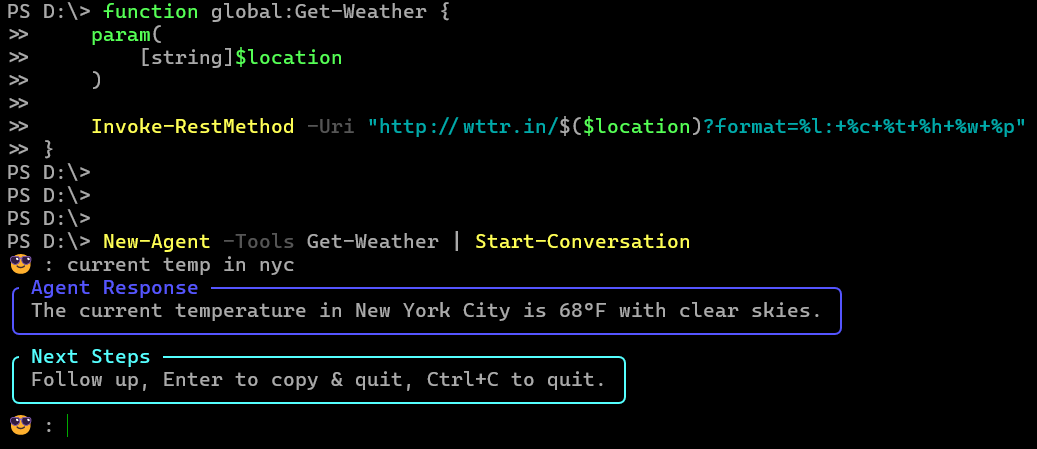 PS D:\> function global:Get-Weather {
>>     param(
>>         [string]$location
>>     )
>>
>>     Invoke-RestMethod -Uri "http://wttr.in/$($location)?format=%l:+%c+%t+%h+%w+%p"
>> }
PS D:\>
PS D:\>
PS D:\>
PS D:\> New-Agent -Tools Get-Weather | Start-Conversation
😎 : current temp in nyc
Agent Response
The current temperature in New York City is 68°F with clear skies.
Next Steps
Follow up, Enter to copy & quit, Ctrl+C to quit.
😎 :